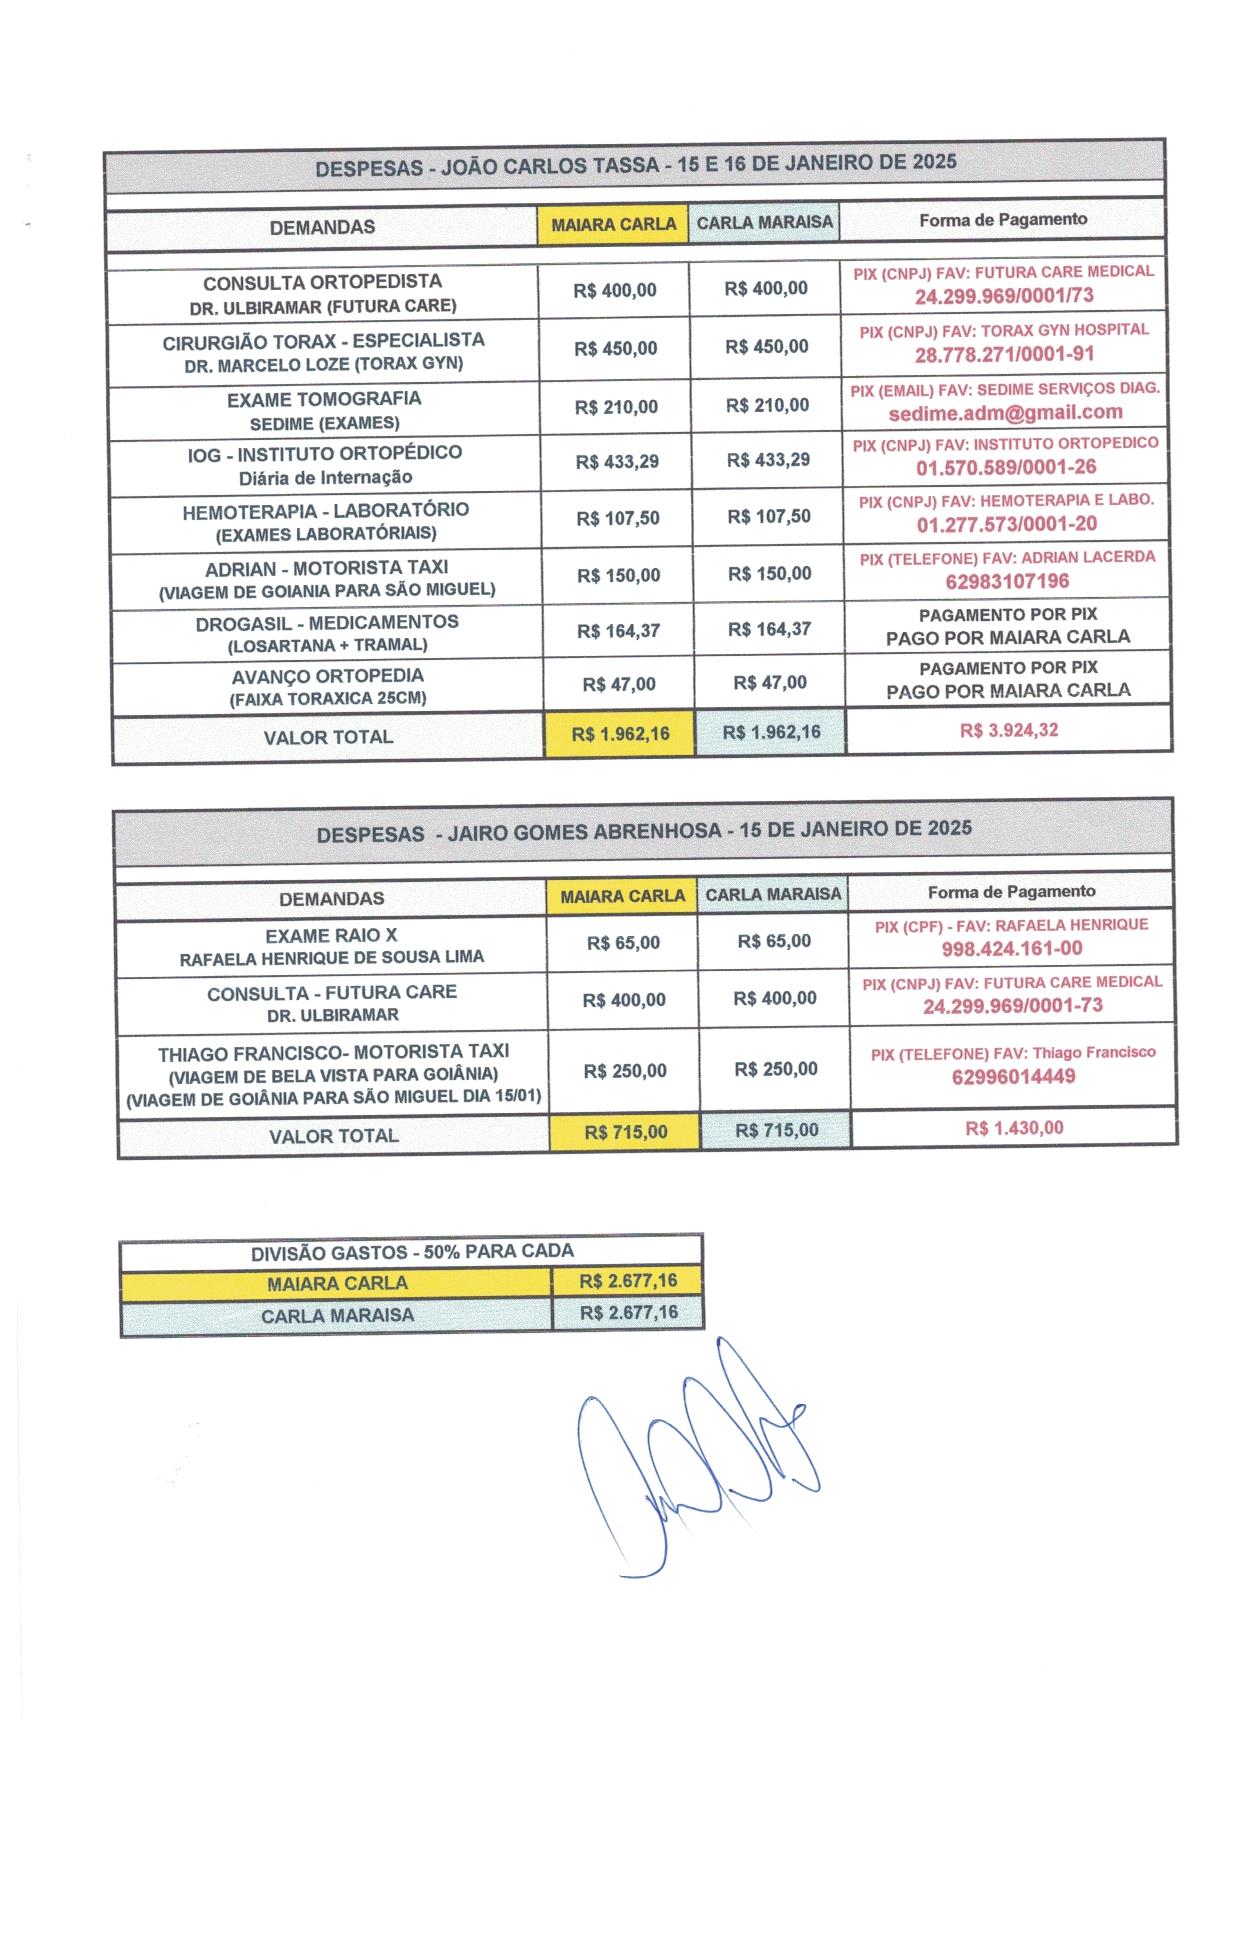 DESPESAS - JOÃO CARLOS TASSA - 15 E 16 DE JANEIRO DE 2025
DEMANDAS MAIARA CARLA CARLA MARAISA Forma de Pagamento
CONSULTA ORTOPEDISTA
DR. ULBIRAMAR (FUTURA CARE)
R$ 400,00 R$ 400,00
PIX (CNPJ) FAV: FUTURA CARE MEDICAL
24.299.969/0001/73
CIRURGIÃO TORAX - ESPECIALISTA
DR. MARCELO LOZE (TORAX GYN)
R$ 450,00 R$ 450,00
PIX (CNPJ) FAV: TORAX GYN HOSPITAL
28.778.271/0001-91
EXAME TOMOGRAFIA
SEDIME (EXAMES)
R$ 210,00 R$ 210,00
PIX (EMAIL) FAV: SEDIME SERVIÇOS DIAG.
sedime.adm@gmail.com
IOG - INSTITUTO ORTOPÉDICO
Diária de Internação
R$ 433,29 R$ 433,29
PIX (CNPJ) FAV: INSTITUTO ORTOPEDICO
01.570.589/0001-26
HEMOTERAPIA - LABORATÓRIO
(EXAMES LABORATÓRIAIS)
R$ 107,50 R$ 107,50
PIX (CNPJ) FAV: HEMOTERAPIA E LABO.
01.277.573/0001-20
ADRIAN - MOTORISTA TAXI
(VIAGEM DE GOIANIA PARA SÃO MIGUEL)
R$ 150,00 R$ 150,00
PIX (TELEFONE) FAV: ADRIAN LACERDA
62983107196
DROGASIL - MEDICAMENTOS
(LOSARTANA + TRAMAL)
R$ 164,37 R$ 164,37
PAGAMENTO POR PIX
PAGO POR MAIARA CARLA
AVANÇO ORTOPEDIA
(FAIXA TORAXICA 25CM)
R$ 47,00 R$ 47,00
PAGAMENTO POR PIX
PAGO POR MAIARA CARLA
VALOR TOTAL R$ 1.962,16 R$ 1.962,16 R$ 3.924,32
DESPESAS - JAIRO GOMES ABRENHOSA - 15 DE JANEIRO DE 2025
DEMANDAS MAIARA CARLA CARLA MARAISA Forma de Pagamento
EXAME RAIO X
RAFAELA HENRIQUE DE SOUSA LIMA
R$ 65,00 R$ 65,00
PIX (CPF) - FAV: RAFAELA HENRIQUE
998.424.161-00
CONSULTA - FUTURA CARE
DR. ULBIRAMAR
R$ 400,00 R$ 400,00
PIX (CNPJ) FAV: FUTURA CARE MEDICAL
24.299.969/0001-73
THIAGO FRANCISCO- MOTORISTA TAXI
(VIAGEM DE BELA VISTA PARA GOIÂNIA)
(VIAGEM DE GOIÂNIA PARA SÃO MIGUEL DIA 15/01)
R$ 250,00 R$ 250,00
PIX (TELEFONE) FAV: Thiago Francisco
62996014449
VALOR TOTAL R$ 715,00 R$ 715,00 R$ 1.430,00
DIVISÃO GASTOS - 50% PARA CADA
MAIARA CARLA R$ 2.677,16
CARLA MARAISA R$ 2.677,16